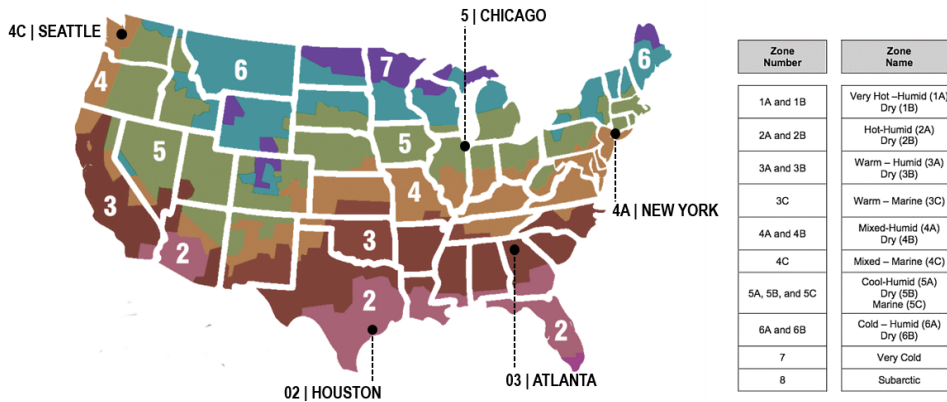 5 | CHICAGO
4C | SEATTLE
6
7
6
4
5
5
4
3
3
2
2
2
4A | NEW YORK
03 | ATLANTA
02 | HOUSTON
Zone Number
Zone Name
1A and 1B
Very Hot –Humid (1A)
Dry (1B)
2A and 2B
Hot-Humid (2A)
Dry (2B)
3A and 3B
Warm – Humid (3A)
Dry (3B)
3C
Warm – Marine (3C)
4A and 4B
Mixed-Humid (4A)
Dry (4B)
4C
Mixed – Marine (4C)
5A, 5B, and 5C
Cool-Humid (5A)
Dry (5B)
Marine (5C)
6A and 6B
Cold – Humid (6A)
Dry (6B)
7
Very Cold
8
Subarctic